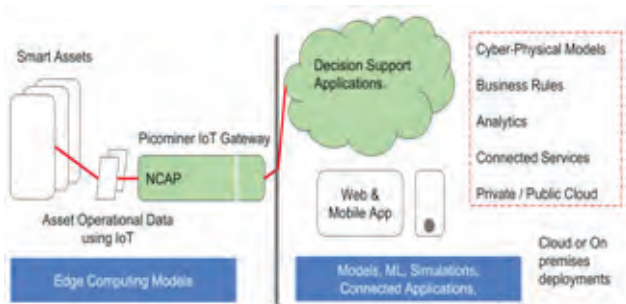 Smart Assets
Picominer IoT Gateway
NCAP
Asset Operational Data
using IoT
Edge Computing Models
Decision Support
Applications.
Web &
Mobile App
Models, ML, Simulations,
Connected Applications,
Cyber-Physical Models
Business Rules
Analytics
Connected Services
Private / Public Cloud
Cloud or On
premises
deployments